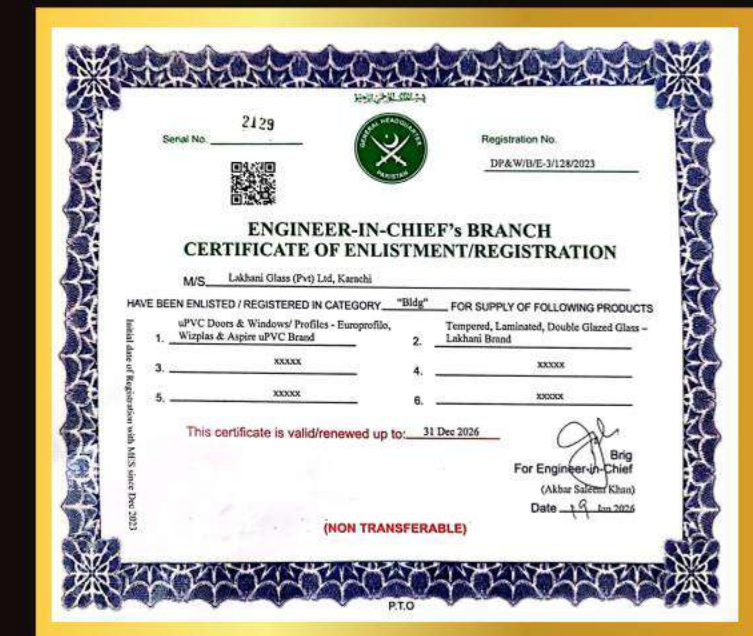 Serial No. 2129
GENERAL HEADQUARTER
PAKISTAN
Registration No.
DP&W/B/E-3/128/2023
ENGINEER-IN-CHIEF's BRANCH
CERTIFICATE OF ENLISTMENT/REGISTRATION
M/S Lakhani Glass (Pvt) Ltd, Karachi
HAVE BEEN ENLISTED / REGISTERED IN CATEGORY "Bldg" FOR SUPPLY OF FOLLOWING PRODUCTS
1. uPVC Doors & Windows/ Profiles - Europrofilo,
Wizplas & Aspire uPVC Brand
2. Tempered, Laminated, Double Glazed Glass –
Lakhani Brand
3. xxxxx
4. xxxxx
5. xxxxx
6. xxxxx
Initial date of Registration with MES since Dec 2023
This certificate is valid/renewed up to: 31 Dec 2026
Brig
For Engineer-in-Chief
(Akbar Saleem Khan)
Date 19 Jan 2026
(NON TRANSFERABLE)
P.T.O